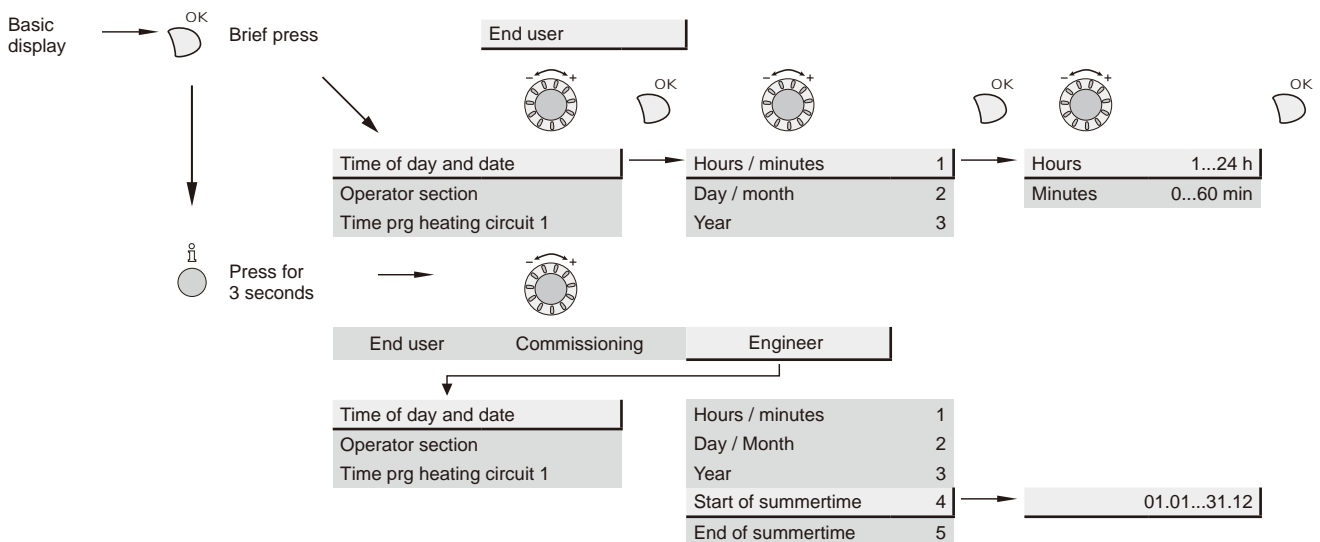 Basic
display
OK
Brief press
End user
- +
OK
- +
OK
- +
OK
Time of day and date
Operator section
Time prg heating circuit 1
Hours / minutes 1
Day / month 2
Year 3
Hours 1...24 h
Minutes 0...60 min
i
Press for
3 seconds
- +
End user Commissioning Engineer
Time of day and date
Operator section
Time prg heating circuit 1
Hours / minutes 1
Day / Month 2
Year 3
Start of summertime 4
End of summertime 5
01.01...31.12